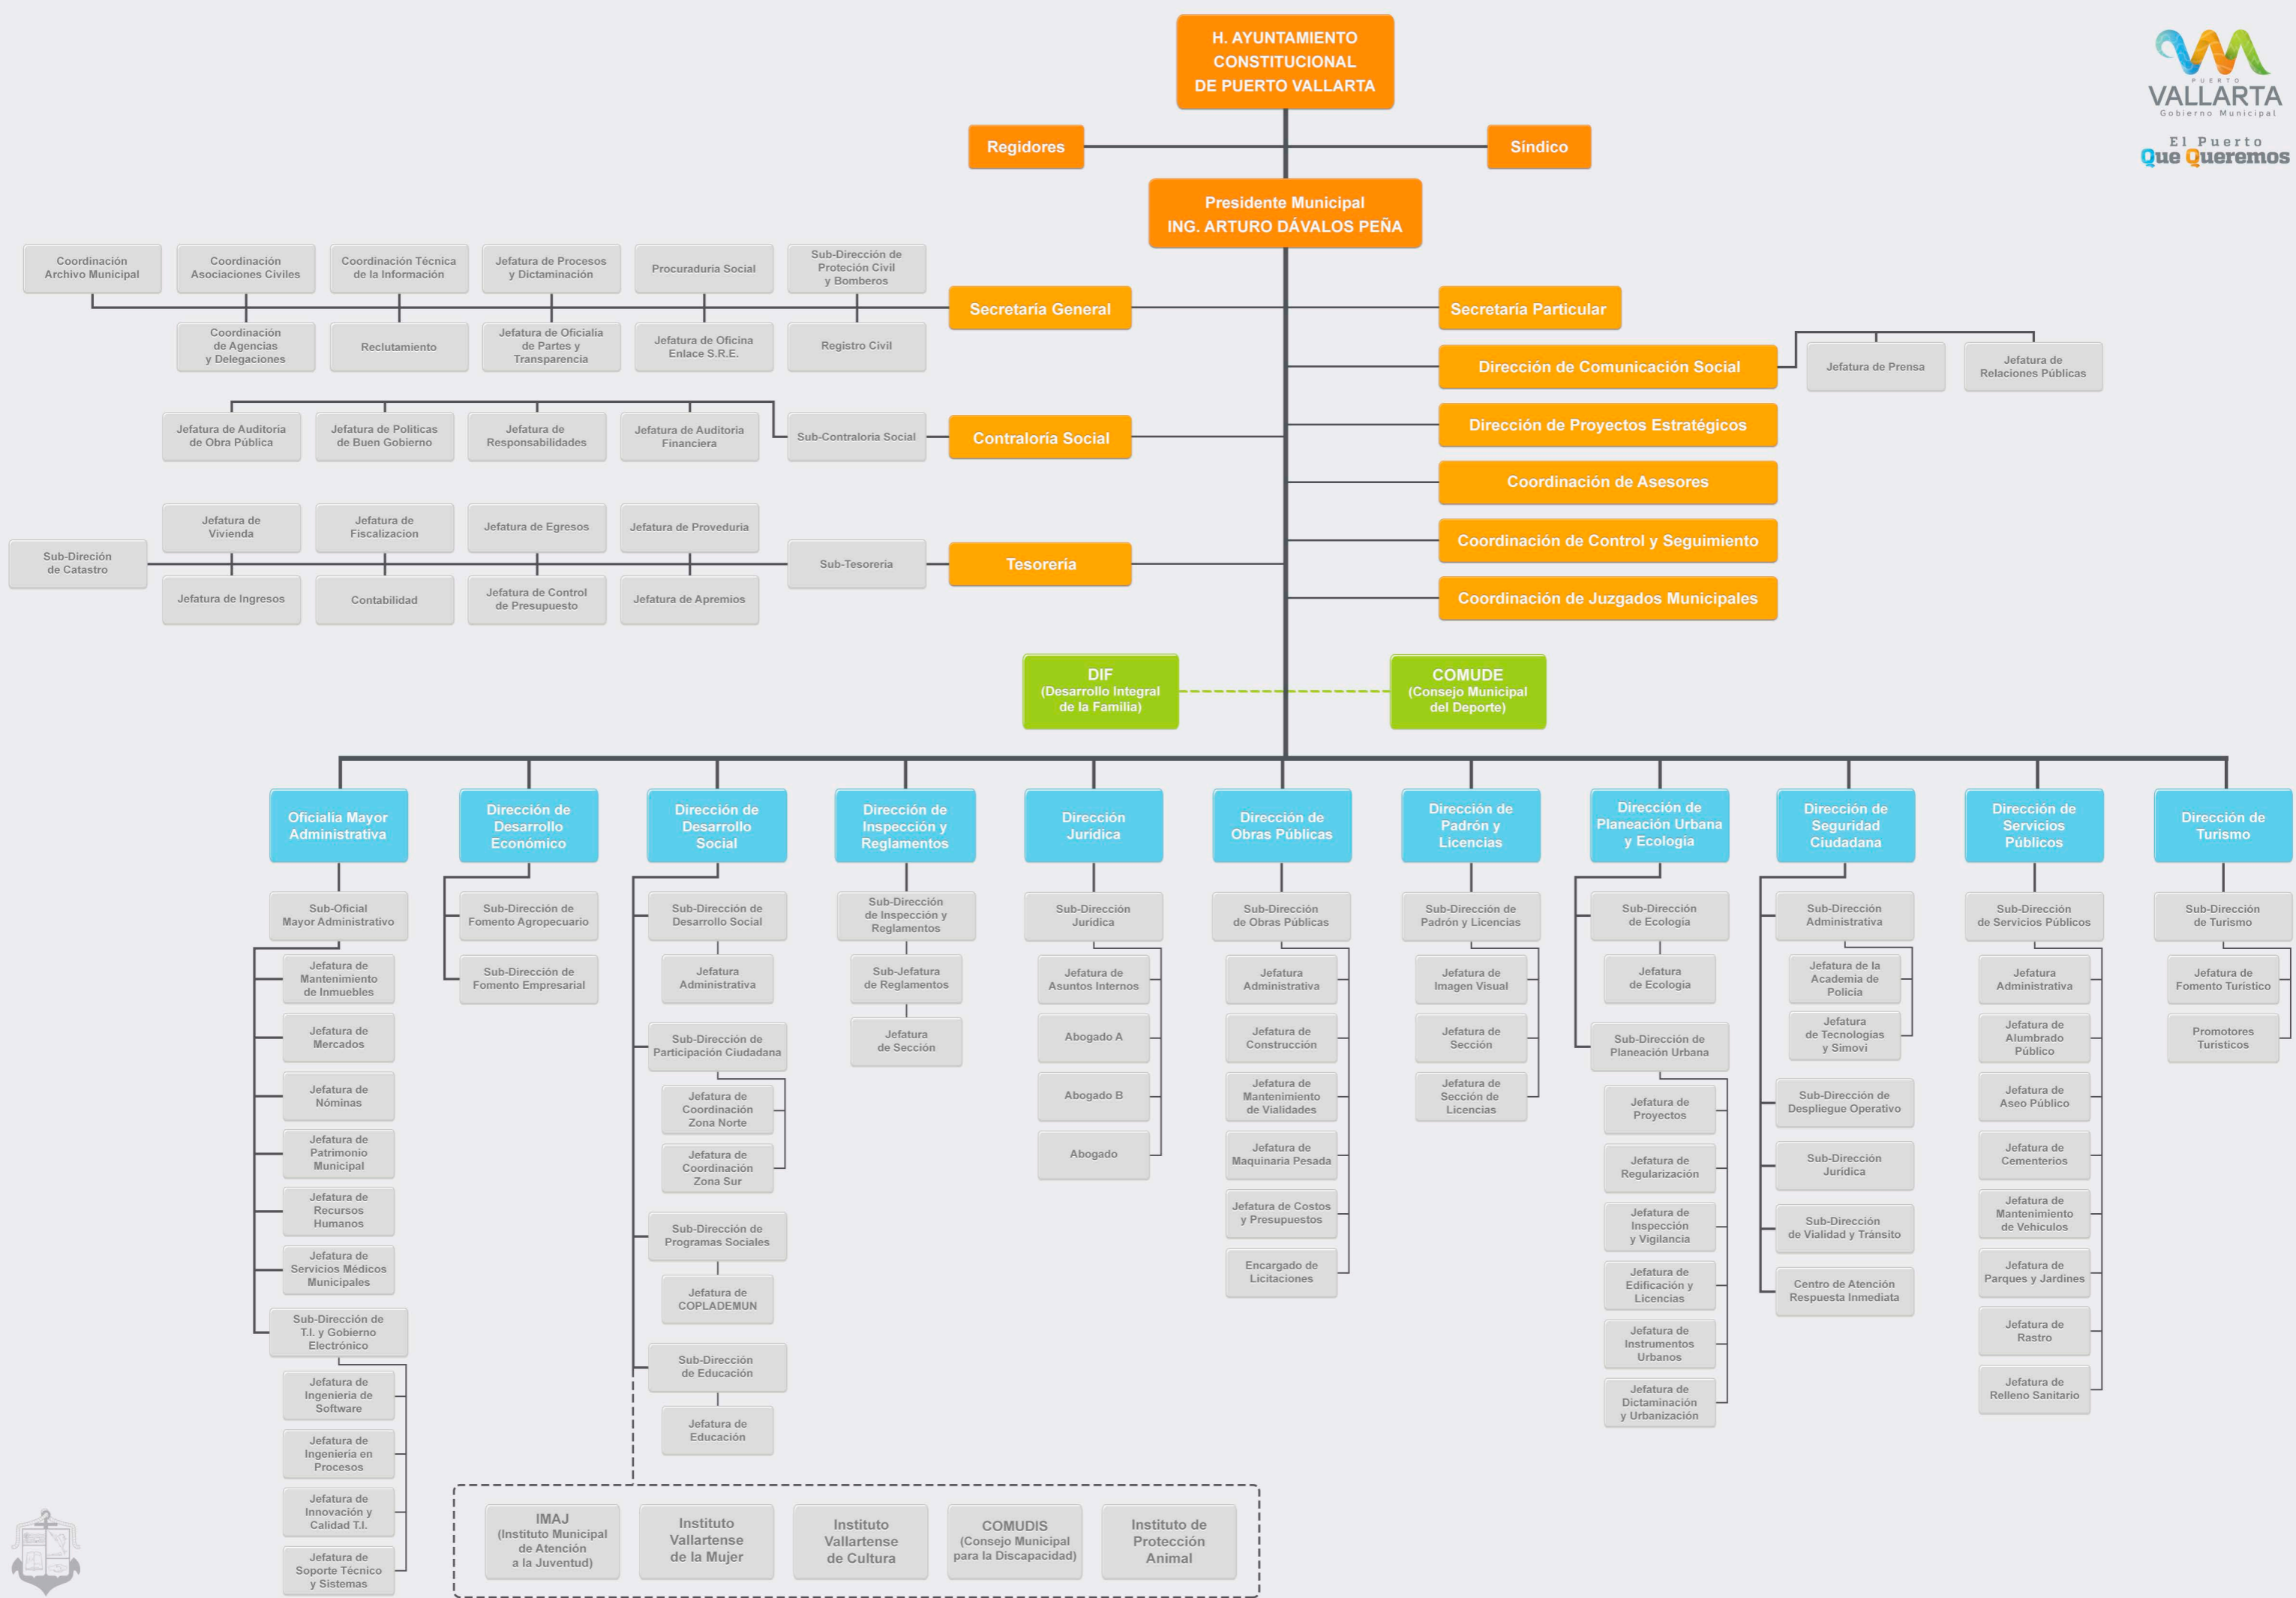 H. AYUNTAMIENTO
CONSTITUCIONAL
DE PUERTO VALLARTA
PUERTO
VALLARTA
Gobierno Municipal
El Puerto
Que Queremos
Regidores
Síndico
Presidente Municipal
ING. ARTURO DÁVALOS PEÑA
Coordinación
Archivo Municipal
Coordinación
Asociaciones Civiles
Coordinación Técnica
de la Información
Jefatura de Procesos
y Dictaminación
Procuraduría Social
Sub-Dirección de
Proteción Civil
y Bomberos
Secretaría General
Secretaría Particular
Coordinación
de Agencias
y Delegaciones
Reclutamiento
Jefatura de Oficialía
de Partes y
Transparencia
Jefatura de Oficina
Enlace S.R.E.
Registro Civil
Dirección de Comunicación Social
Jefatura de Prensa
Jefatura de
Relaciones Públicas
Jefatura de Auditoría
de Obra Pública
Jefatura de Políticas
de Buen Gobierno
Jefatura de
Responsabilidades
Jefatura de Auditoría
Financiera
Sub-Contraloría Social
Contraloría Social
Dirección de Proyectos Estratégicos
Coordinación de Asesores
Coordinación de Control y Seguimiento
Coordinación de Juzgados Municipales
Jefatura de
Vivienda
Jefatura de
Fiscalizacion
Jefatura de Egresos
Jefatura de Proveduría
Sub-Direción
de Catastro
Sub-Tesorería
Tesorería
Jefatura de Ingresos
Contabilidad
Jefatura de Control
de Presupuesto
Jefatura de Apremios
DIF
(Desarrollo Integral
de la Familia)
COMUDE
(Consejo Municipal
del Deporte)
Oficialía Mayor
Administrativa
Sub-Oficial
Mayor Administrativo
Jefatura de
Mantenimiento
de Inmuebles
Jefatura de
Mercados
Jefatura de
Nóminas
Jefatura de
Patrimonio
Municipal
Jefatura de
Recursos
Humanos
Jefatura de
Servicios Médicos
Municipales
Sub-Dirección de
T.I. y Gobierno
Electrónico
Jefatura de
Ingeniería de
Software
Jefatura de
Ingeniería en
Procesos
Jefatura de
Innovación y
Calidad T.I.
Jefatura de
Soporte Técnico
y Sistemas
Dirección de
Desarrollo
Económico
Sub-Dirección de
Fomento Agropecuario
Sub-Dirección de
Fomento Empresarial
Dirección de
Desarrollo
Social
Sub-Dirección de
Desarrollo Social
Jefatura
Administrativa
Sub-Dirección de
Participación Ciudadana
Jefatura de
Coordinación
Zona Norte
Jefatura de
Coordinación
Zona Sur
Sub-Dirección de
Programas Sociales
Jefatura de
COPLADEMUN
Sub-Dirección
de Educación
Jefatura de
Educación
IMAJ
(Instituto Municipal
de Atención
a la Juventud)
Instituto
Vallartense
de la Mujer
Instituto
Vallartense
de Cultura
COMUDIS
(Consejo Municipal
para la Discapacidad)
Instituto de
Protección
Animal
Dirección de
Inspección y
Reglamentos
Sub-Dirección
de Inspección y
Reglamentos
Sub-Jefatura
de Reglamentos
Jefatura
de Sección
Dirección
Jurídica
Sub-Dirección
Jurídica
Jefatura de
Asuntos Internos
Abogado A
Abogado B
Abogado
Dirección de
Obras Públicas
Sub-Dirección
de Obras Públicas
Jefatura
Administrativa
Jefatura de
Construcción
Jefatura de
Mantenimiento
de Vialidades
Jefatura de
Maquinaria Pesada
Jefatura de Costos
y Presupuestos
Encargado de
Licitaciones
Dirección de
Padrón y
Licencias
Sub-Dirección de
Padrón y Licencias
Jefatura de
Imagen Visual
Jefatura de
Sección
Jefatura de
Sección de
Licencias
Dirección de
Planeación Urbana
y Ecología
Sub-Dirección
de Ecología
Jefatura
de Ecología
Sub-Dirección de
Planeación Urbana
Jefatura de
Proyectos
Jefatura de
Regularización
Jefatura de
Inspección
y Vigilancia
Jefatura de
Edificación y
Licencias
Jefatura de
Instrumentos
Urbanos
Jefatura de
Dictaminación
y Urbanización
Dirección de
Seguridad
Ciudadana
Sub-Dirección
Administrativa
Jefatura de la
Academia de
Policía
Jefatura
de Tecnologías
y Simovi
Sub-Dirección de
Despliegue Operativo
Sub-Dirección
Jurídica
Sub-Dirección
de Vialidad y Tránsito
Centro de Atención
Respuesta Inmediata
Dirección de
Servicios
Públicos
Sub-Dirección
de Servicios Públicos
Jefatura
Administrativa
Jefatura de
Alumbrado
Público
Jefatura de
Aseo Público
Jefatura de
Cementerios
Jefatura de
Mantenimiento
de Vehículos
Jefatura de
Parques y Jardines
Jefatura de
Rastro
Jefatura de
Relleno Sanitario
Dirección de
Turismo
Sub-Dirección
de Turismo
Jefatura de
Fomento Turístico
Promotores
Turísticos